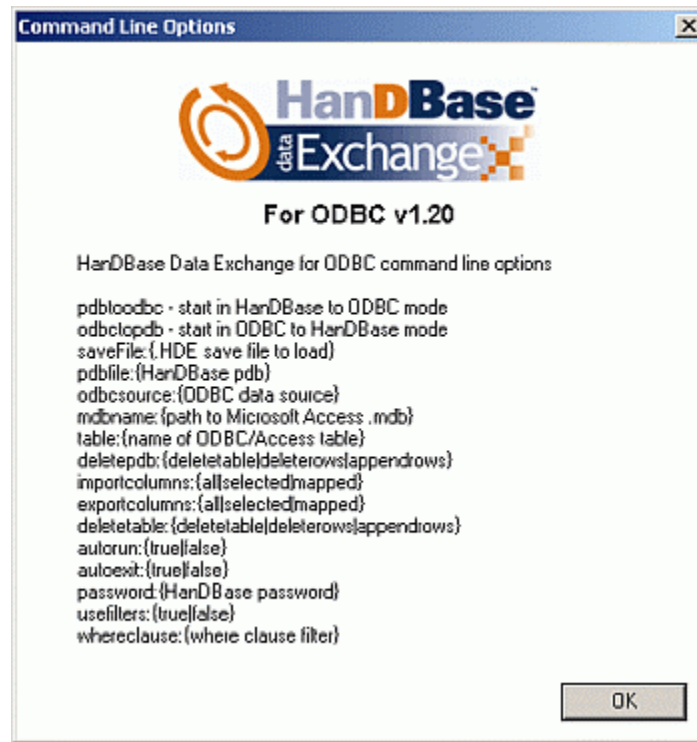 Command Line Options
HanDBase™
data Exchange
For ODBC v1.20
HanDBase Data Exchange for ODBC command line options
pdbtoodbc - start in HanDBase to ODBC mode
odbctopdb - start in ODBC to HanDBase mode
saveFile:{.HDE save file to load}
pdbfile:{HanDBase pdb}
odbcsource:{ODBC data source}
mdbname:{path to Microsoft Access .mdb}
table:{name of ODBC/Access table}
deletepdb:{deletetable|deleterows|appendrows}
importcolumns:{all|selected|mapped}
exportcolumns:{all|selected|mapped}
deletetable:{deletetable|deleterows|appendrows}
autorun:{true|false}
autoexit:{true|false}
password:{HanDBase password}
usefilters:{true|false}
whereclause:{where clause filter}
OK